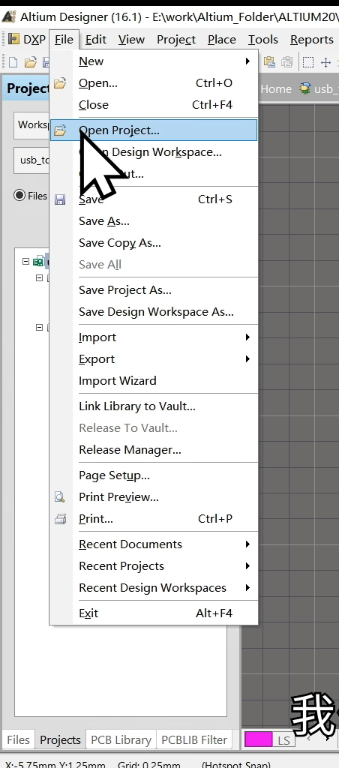 Altium Designer (16.1) - E:\work\Altium_Folder\ALTIUM20\
DXP File Edit View Project Place Tools Reports
Home usb_
Project
New
Open... Ctrl+O
Close Ctrl+F4
Open Project...
Design Workspace...
Save Ctrl+S
Save As...
Save Copy As...
Save All
Save Project As...
Save Design Workspace As...
Import
Export
Import Wizard
Link Library to Vault...
Release To Vault...
Release Manager...
Page Setup...
Print Preview...
Print... Ctrl+P
Recent Documents
Recent Projects
Recent Design Workspaces
Exit Alt+F4
Works
usb_to
Files
我
Files Projects PCB Library PCBLIB Filter LS
X:-5.75mm Y:1.25mm Grid: 0.25mm (Hotspot Snap)